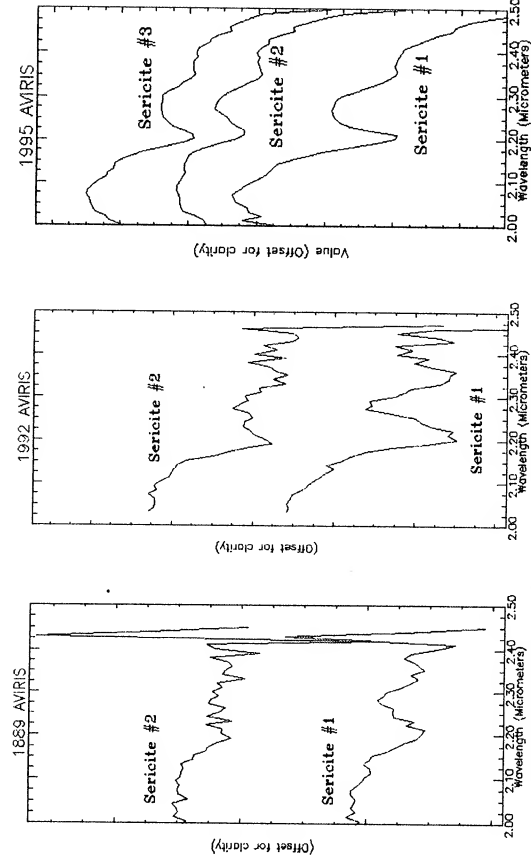 1889 AVIRIS
(Offset for clarity)
Sericite #2
Sericite #1
2.00 2.10 2.20 2.30 2.40 2.50
Wavelength (Micrometers)
1992 AVIRIS
(Offset for clarity)
Sericite #2
Sericite #1
2.00 2.10 2.20 2.30 2.40 2.50
Wavelength (Micrometers)
1995 AVIRIS
Value (Offset for clarity)
Sericite #3
Sericite #2
Sericite #1
2.00 2.10 2.20 2.30 2.40 2.50
Wavelength (Micrometers)